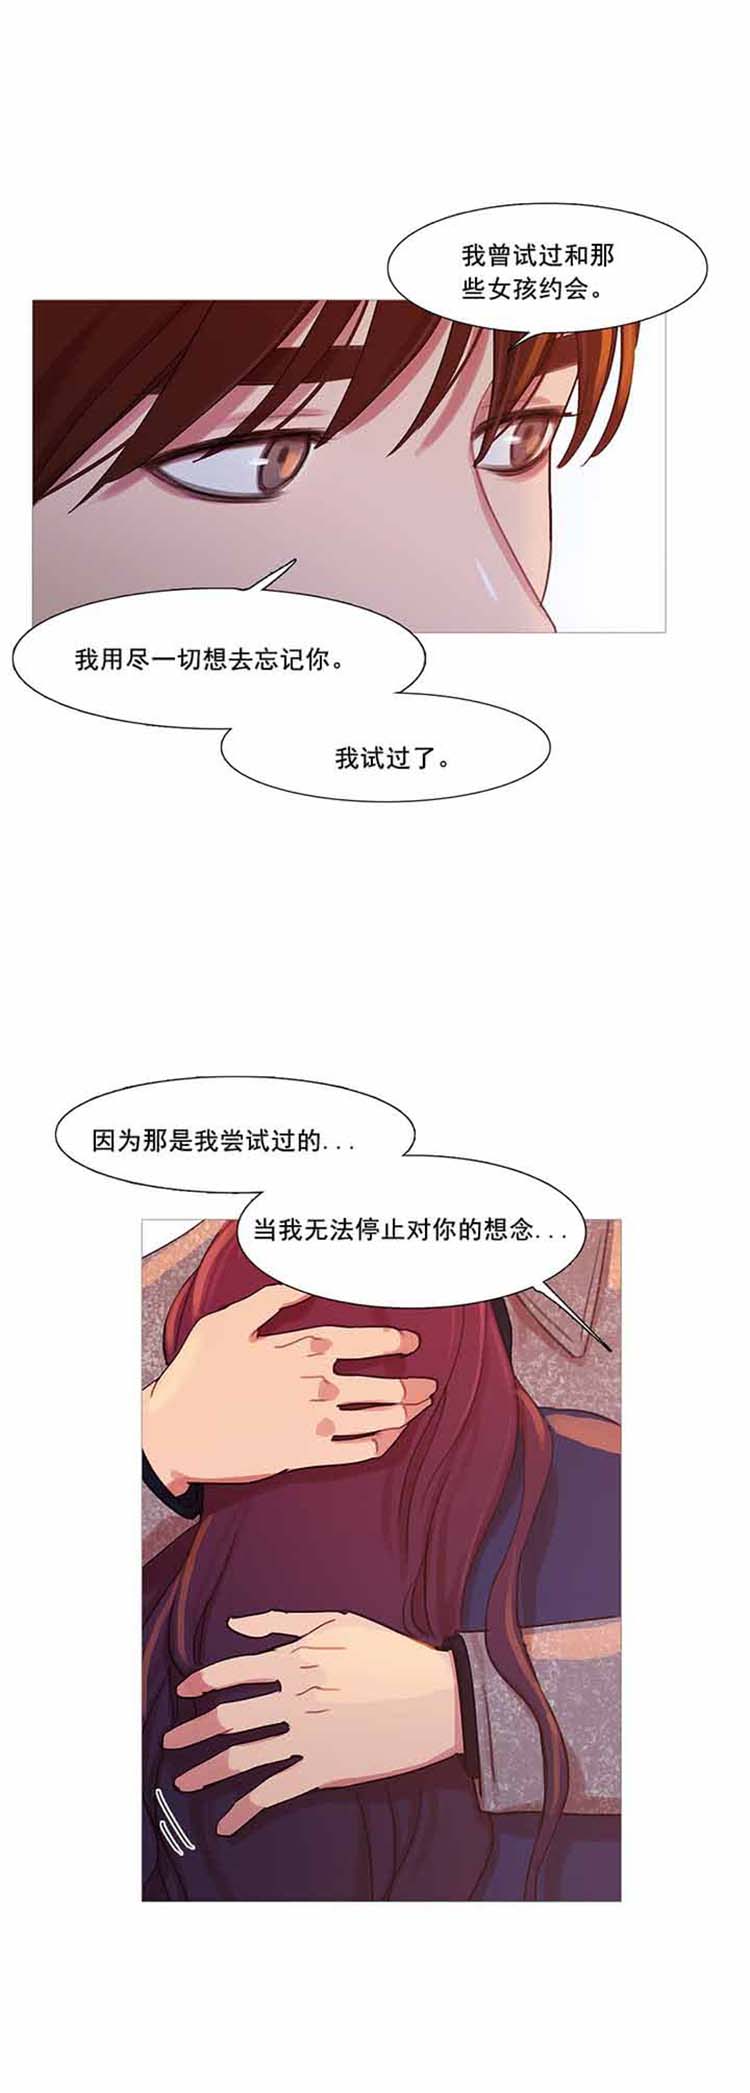 我曾试过和那
些女孩约会。
我用尽一切想去忘记你。
我试过了。
因为那是我尝试过的...
当我无法停止对你的想念...